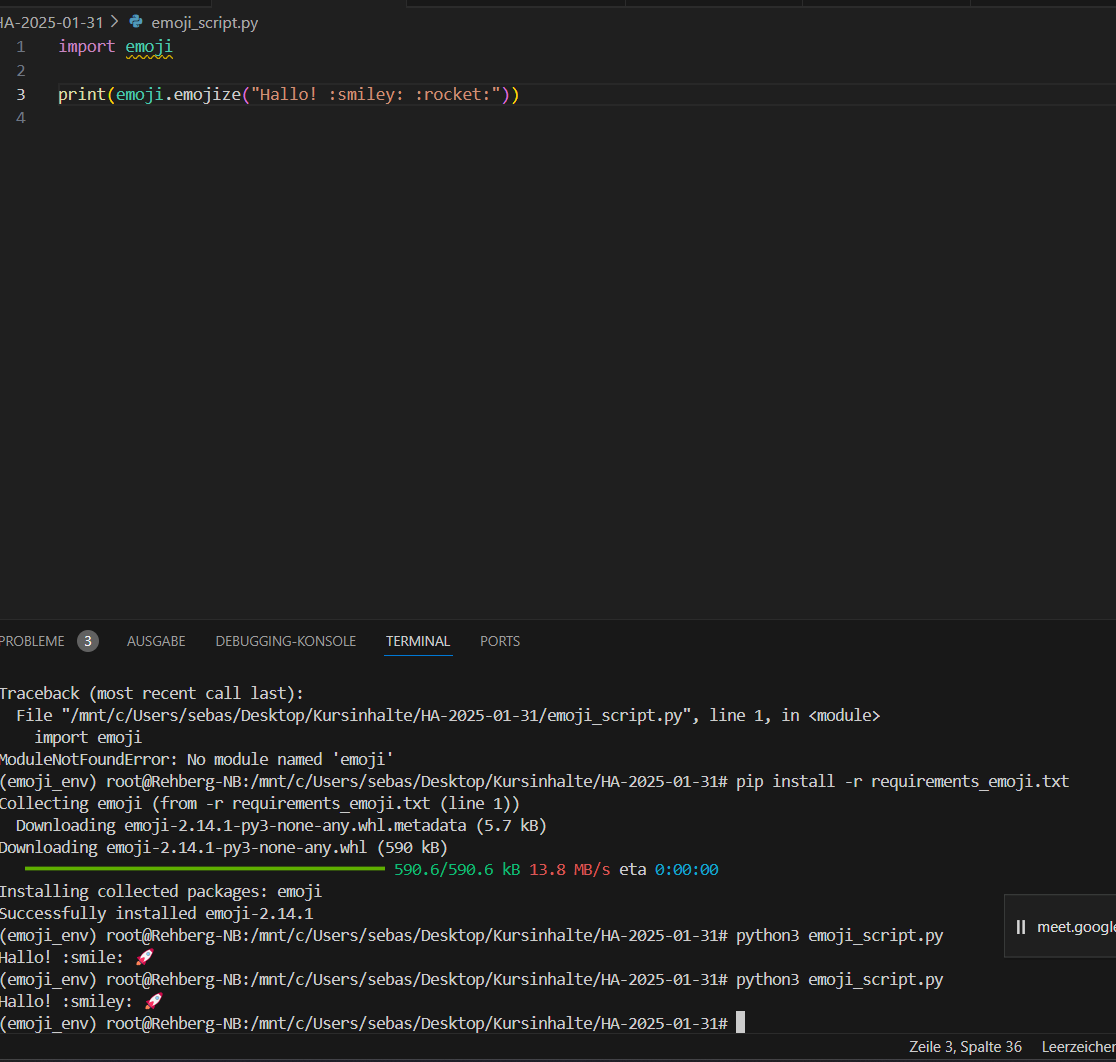 HA-2025-01-31 > emoji_script.py
1 import emoji
2
3 print(emoji.emojize("Hallo! :smiley: :rocket:"))
4
PROBLEME 3 AUSGABE DEBUGGING-KONSOLE TERMINAL PORTS
Traceback (most recent call last):
File "/mnt/c/Users/sebas/Desktop/Kursinhalte/HA-2025-01-31/emoji_script.py", line 1, in <module>
import emoji
ModuleNotFoundError: No module named 'emoji'
(emoji_env) root@Rehberg-NB:/mnt/c/Users/sebas/Desktop/Kursinhalte/HA-2025-01-31# pip install -r requirements_emoji.txt
Collecting emoji (from -r requirements_emoji.txt (line 1))
Downloading emoji-2.14.1-py3-none-any.whl.metadata (5.7 kB)
Downloading emoji-2.14.1-py3-none-any.whl (590 kB)
590.6/590.6 kB 13.8 MB/s eta 0:00:00
Installing collected packages: emoji
Successfully installed emoji-2.14.1
(emoji_env) root@Rehberg-NB:/mnt/c/Users/sebas/Desktop/Kursinhalte/HA-2025-01-31# python3 emoji_script.py
Hallo! :smile: 🚀
(emoji_env) root@Rehberg-NB:/mnt/c/Users/sebas/Desktop/Kursinhalte/HA-2025-01-31# python3 emoji_script.py
Hallo! :smiley: 🚀
(emoji_env) root@Rehberg-NB:/mnt/c/Users/sebas/Desktop/Kursinhalte/HA-2025-01-31#
meet.google
Zeile 3, Spalte 36 Leerzeichen